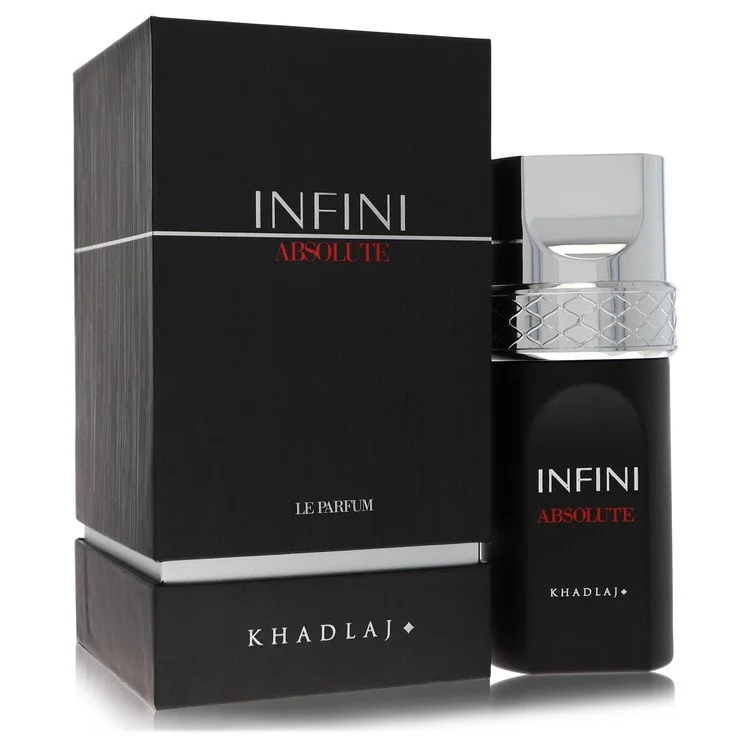 INFINI
ABSOLUTE
LE PARFUM
KHADLAJ
INFINI
ABSOLUTE
KHADLAJ